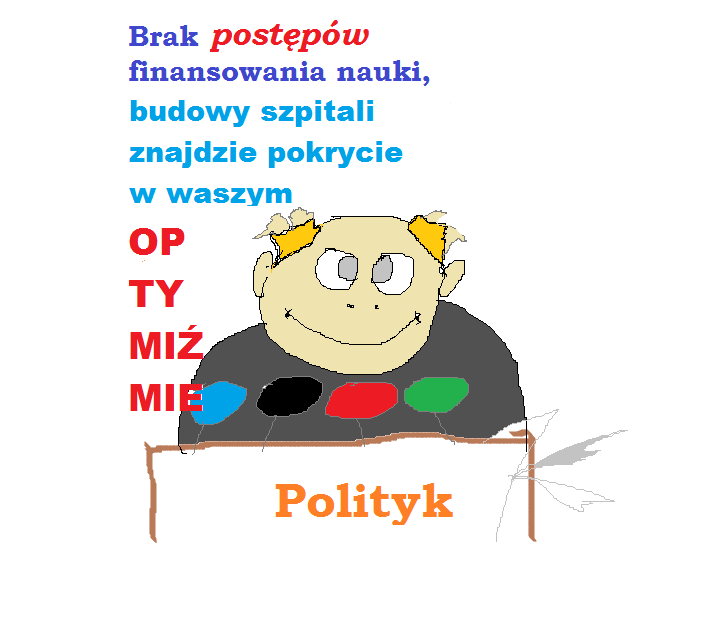 Brak postępów
finansowania nauki,
budowy szpitali
znajdzie pokrycie
w waszym
OP
TY
MIŹ
MIE
Polityk